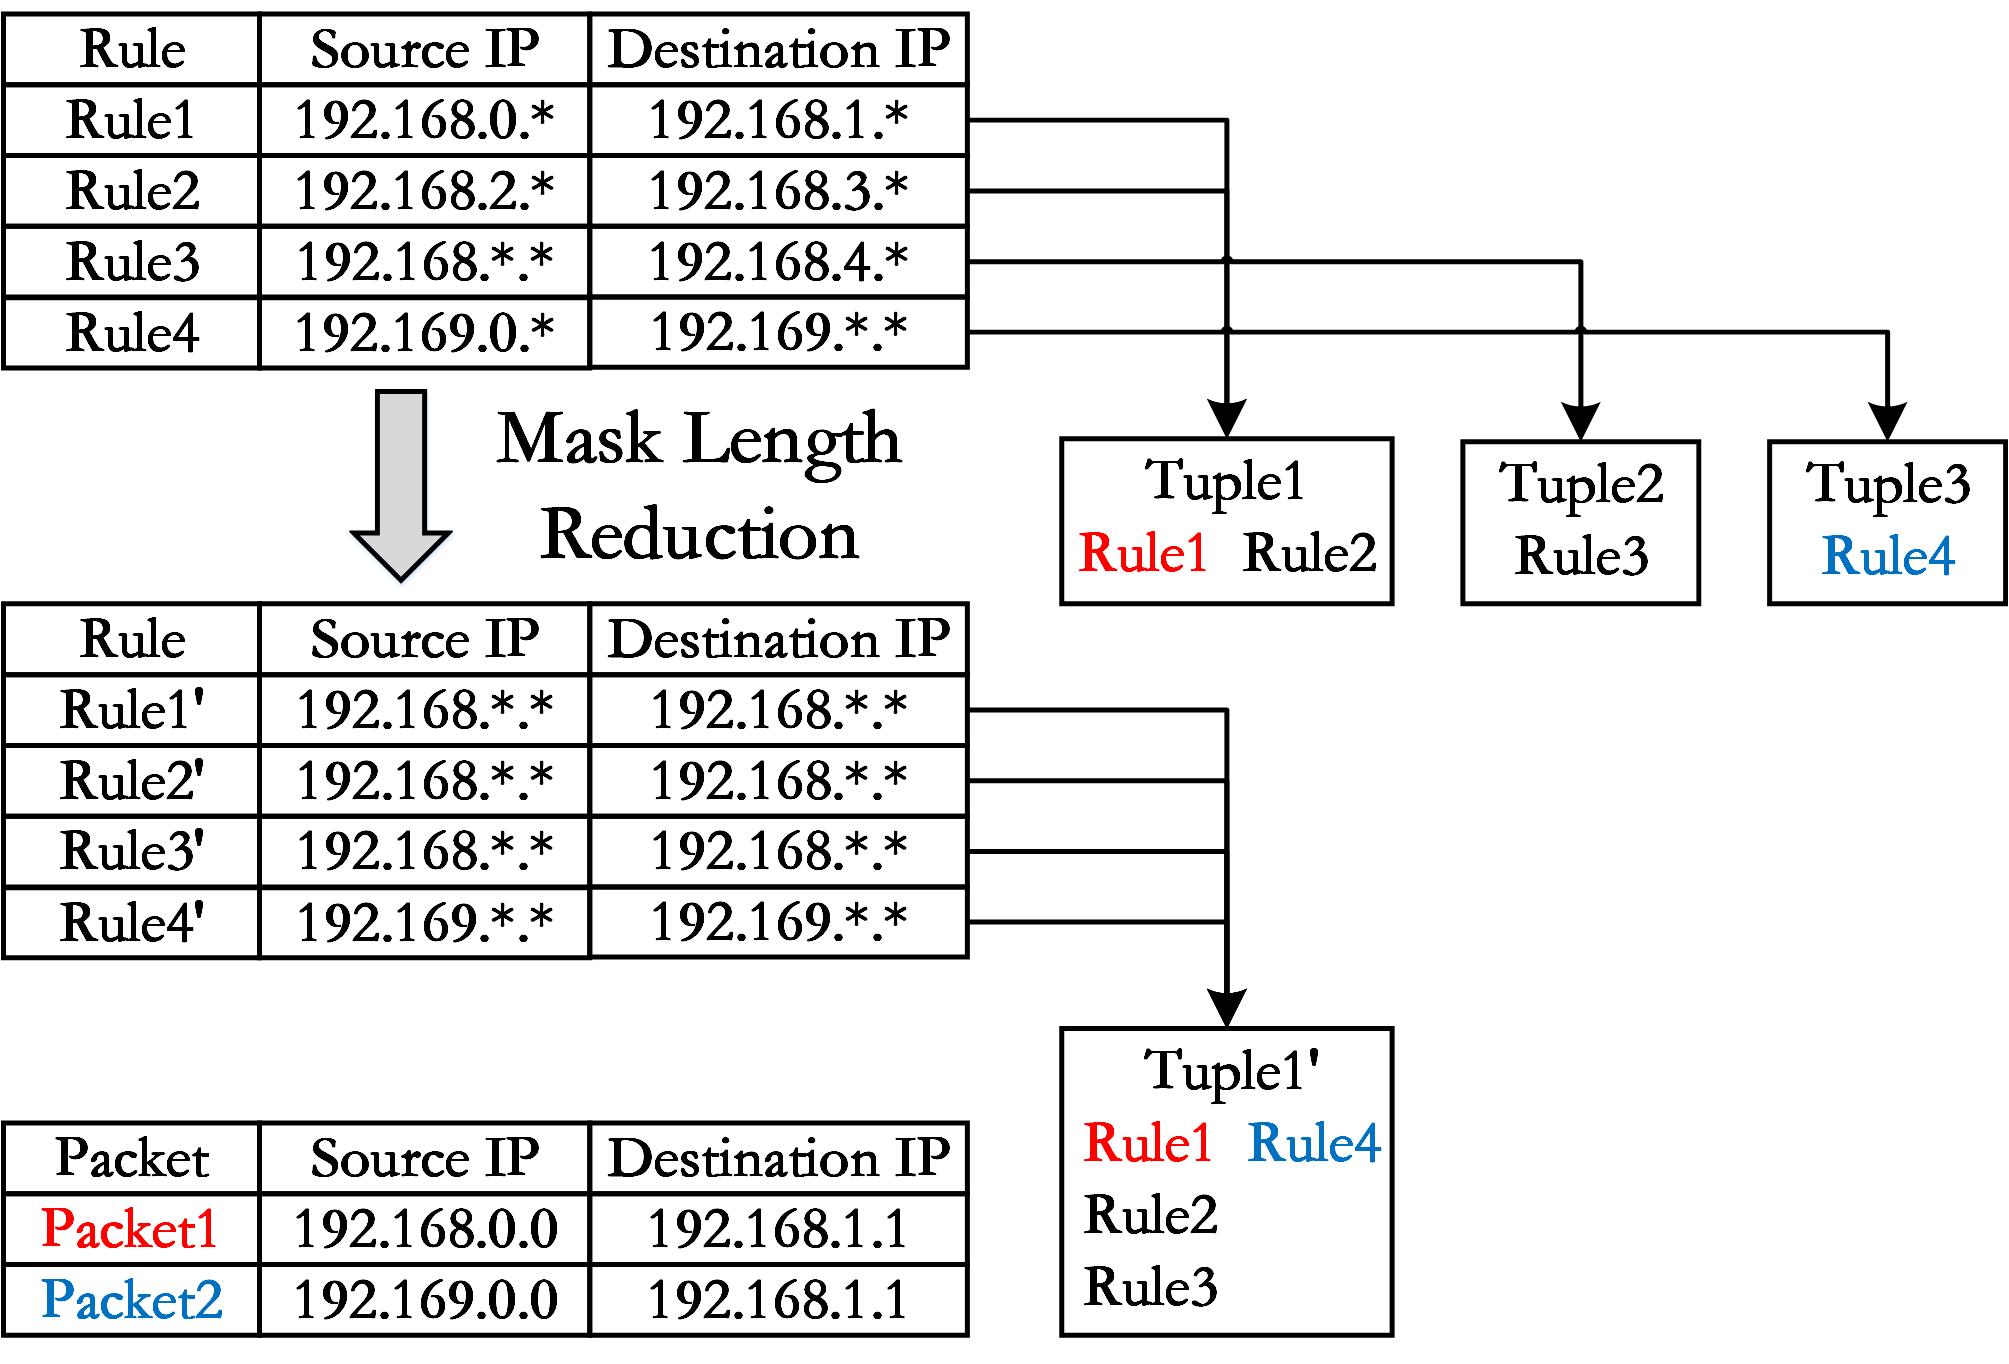 Rule Source IP Destination IP
Rule1 192.168.0.* 192.168.1.*
Rule2 192.168.2.* 192.168.3.*
Rule3 192.168.*.* 192.168.4.*
Rule4 192.169.0.* 192.169.*.*
Mask Length
Reduction
Tuple1
Rule1 Rule2
Tuple2
Rule3
Tuple3
Rule4
Rule Source IP Destination IP
Rule1' 192.168.*.* 192.168.*.*
Rule2' 192.168.*.* 192.168.*.*
Rule3' 192.168.*.* 192.168.*.*
Rule4' 192.169.*.* 192.169.*.*
Tuple1'
Rule1 Rule4
Rule2
Rule3
Packet Source IP Destination IP
Packet1 192.168.0.0 192.168.1.1
Packet2 192.169.0.0 192.168.1.1